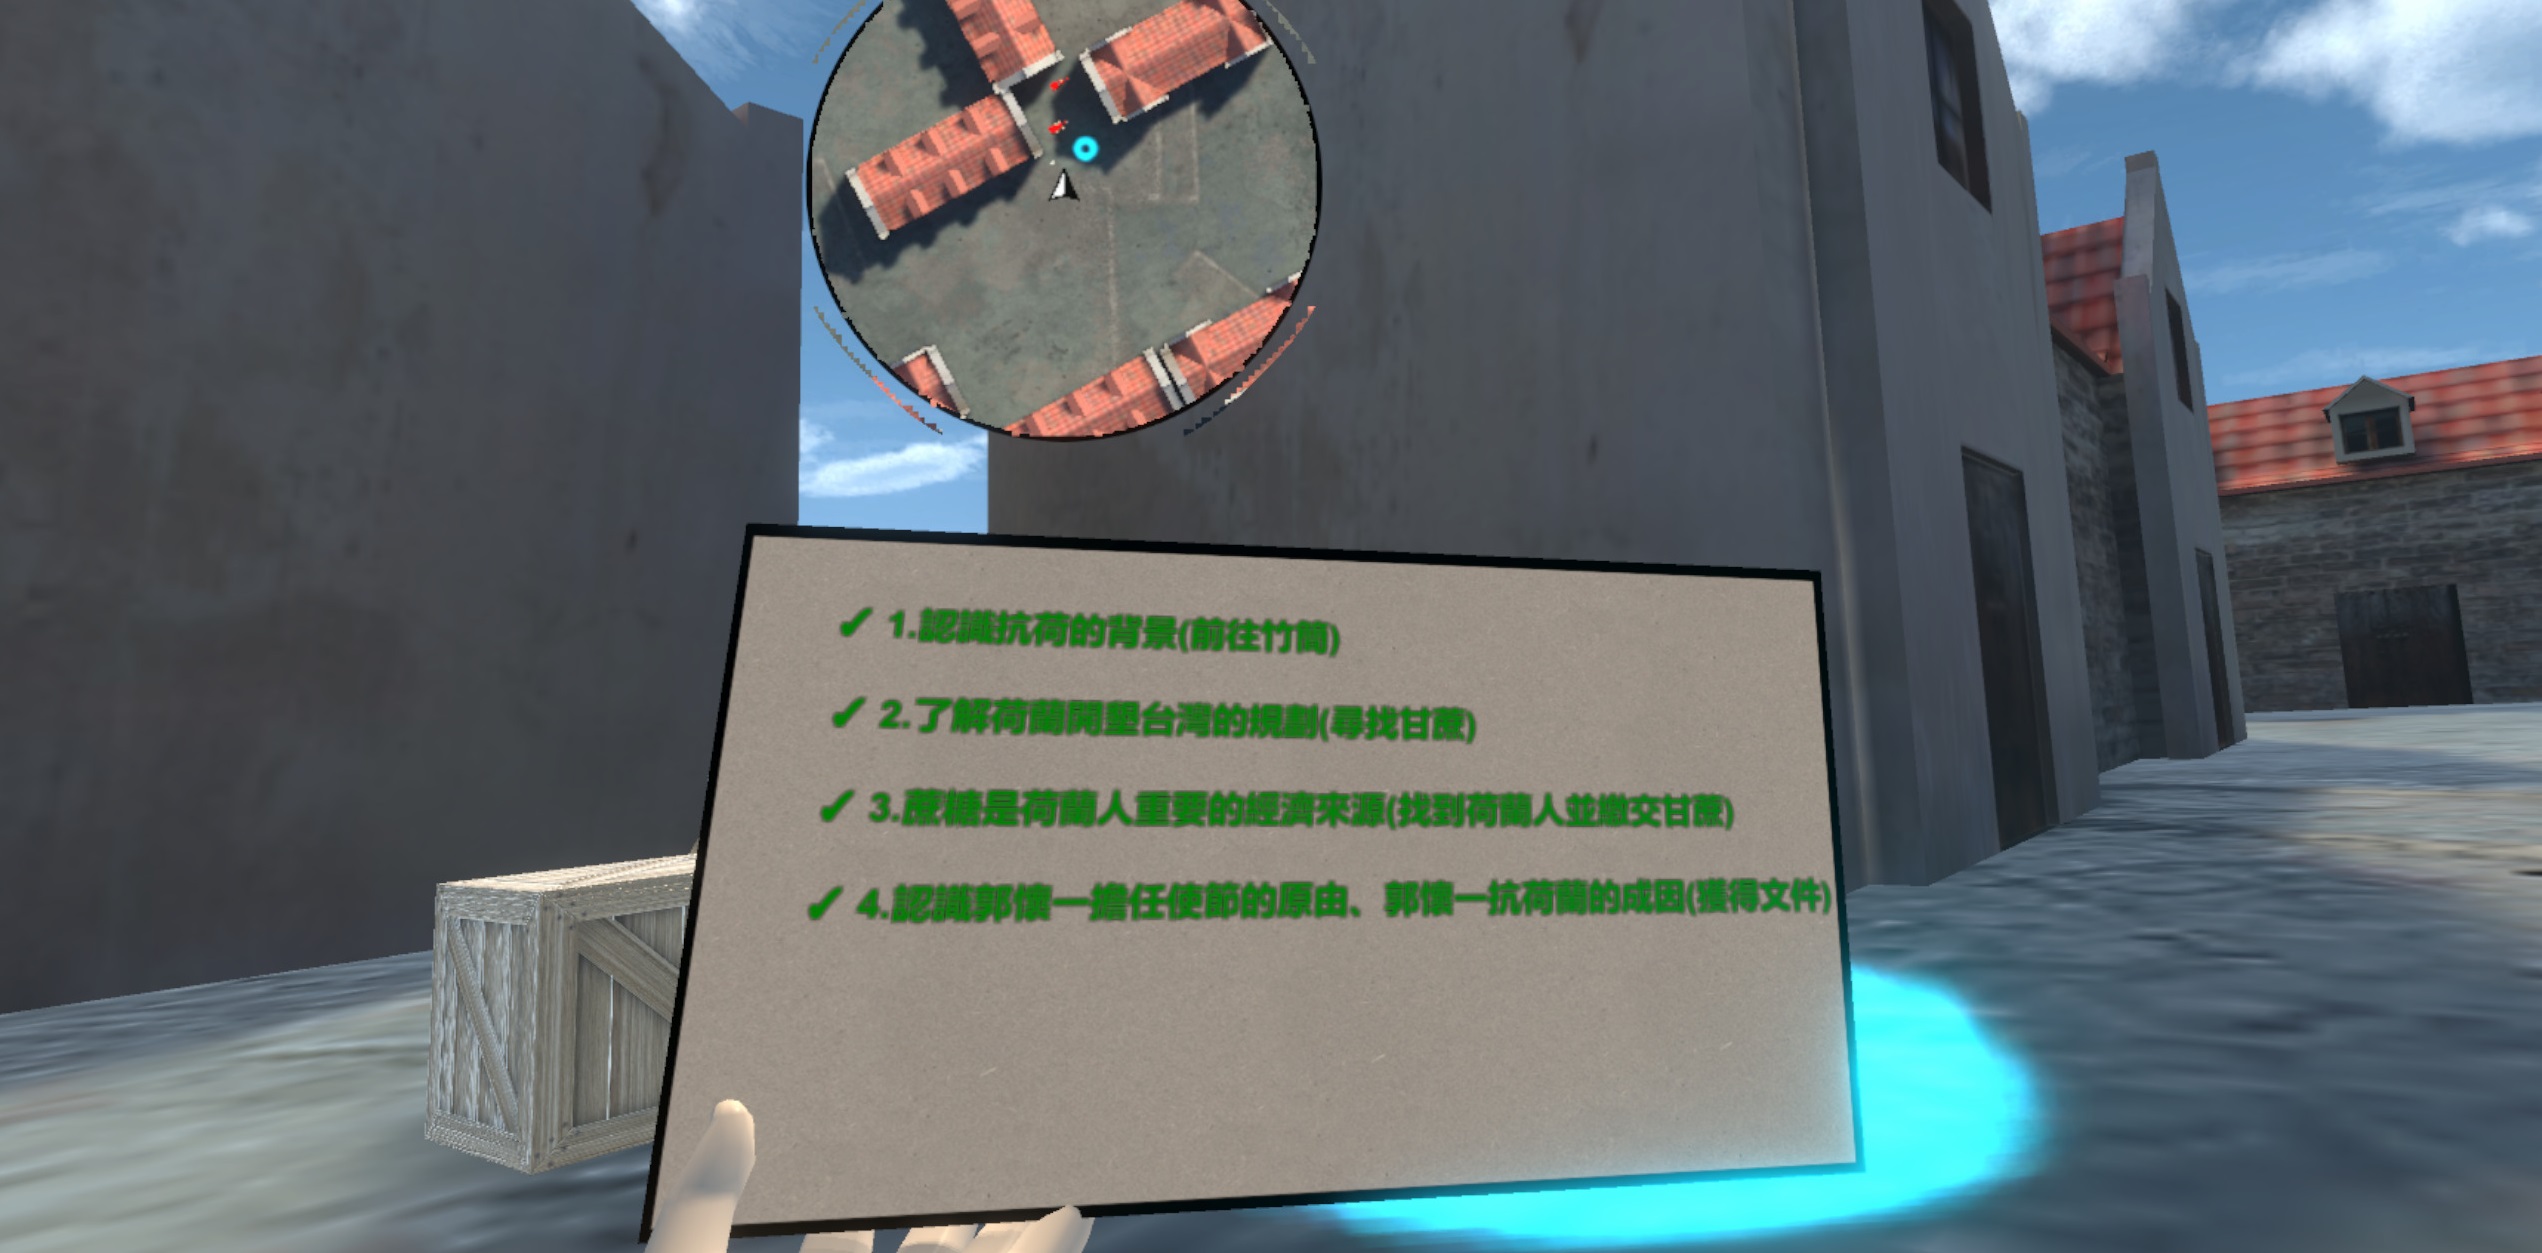 ✓ 1.認識抗荷的背景(前往竹簡)
✓ 2.了解荷蘭開墾台灣的規劃(尋找甘蔗)
✓ 3.蔗糖是荷蘭人重要的經濟來源(找到荷蘭人並繳交甘蔗)
✓ 4.認識郭懷一擔任使節的原由、郭懷一抗荷蘭的成因(獲得文件)